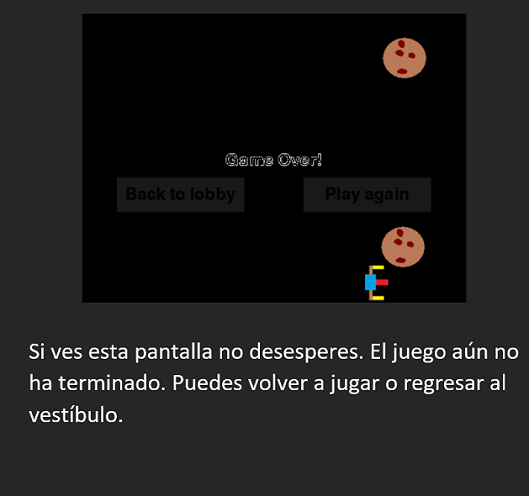 Game Over!
Back to lobby
Play again
Si ves esta pantalla no desesperes. El juego aún no
ha terminado. Puedes volver a jugar o regresar al
vestíbulo.